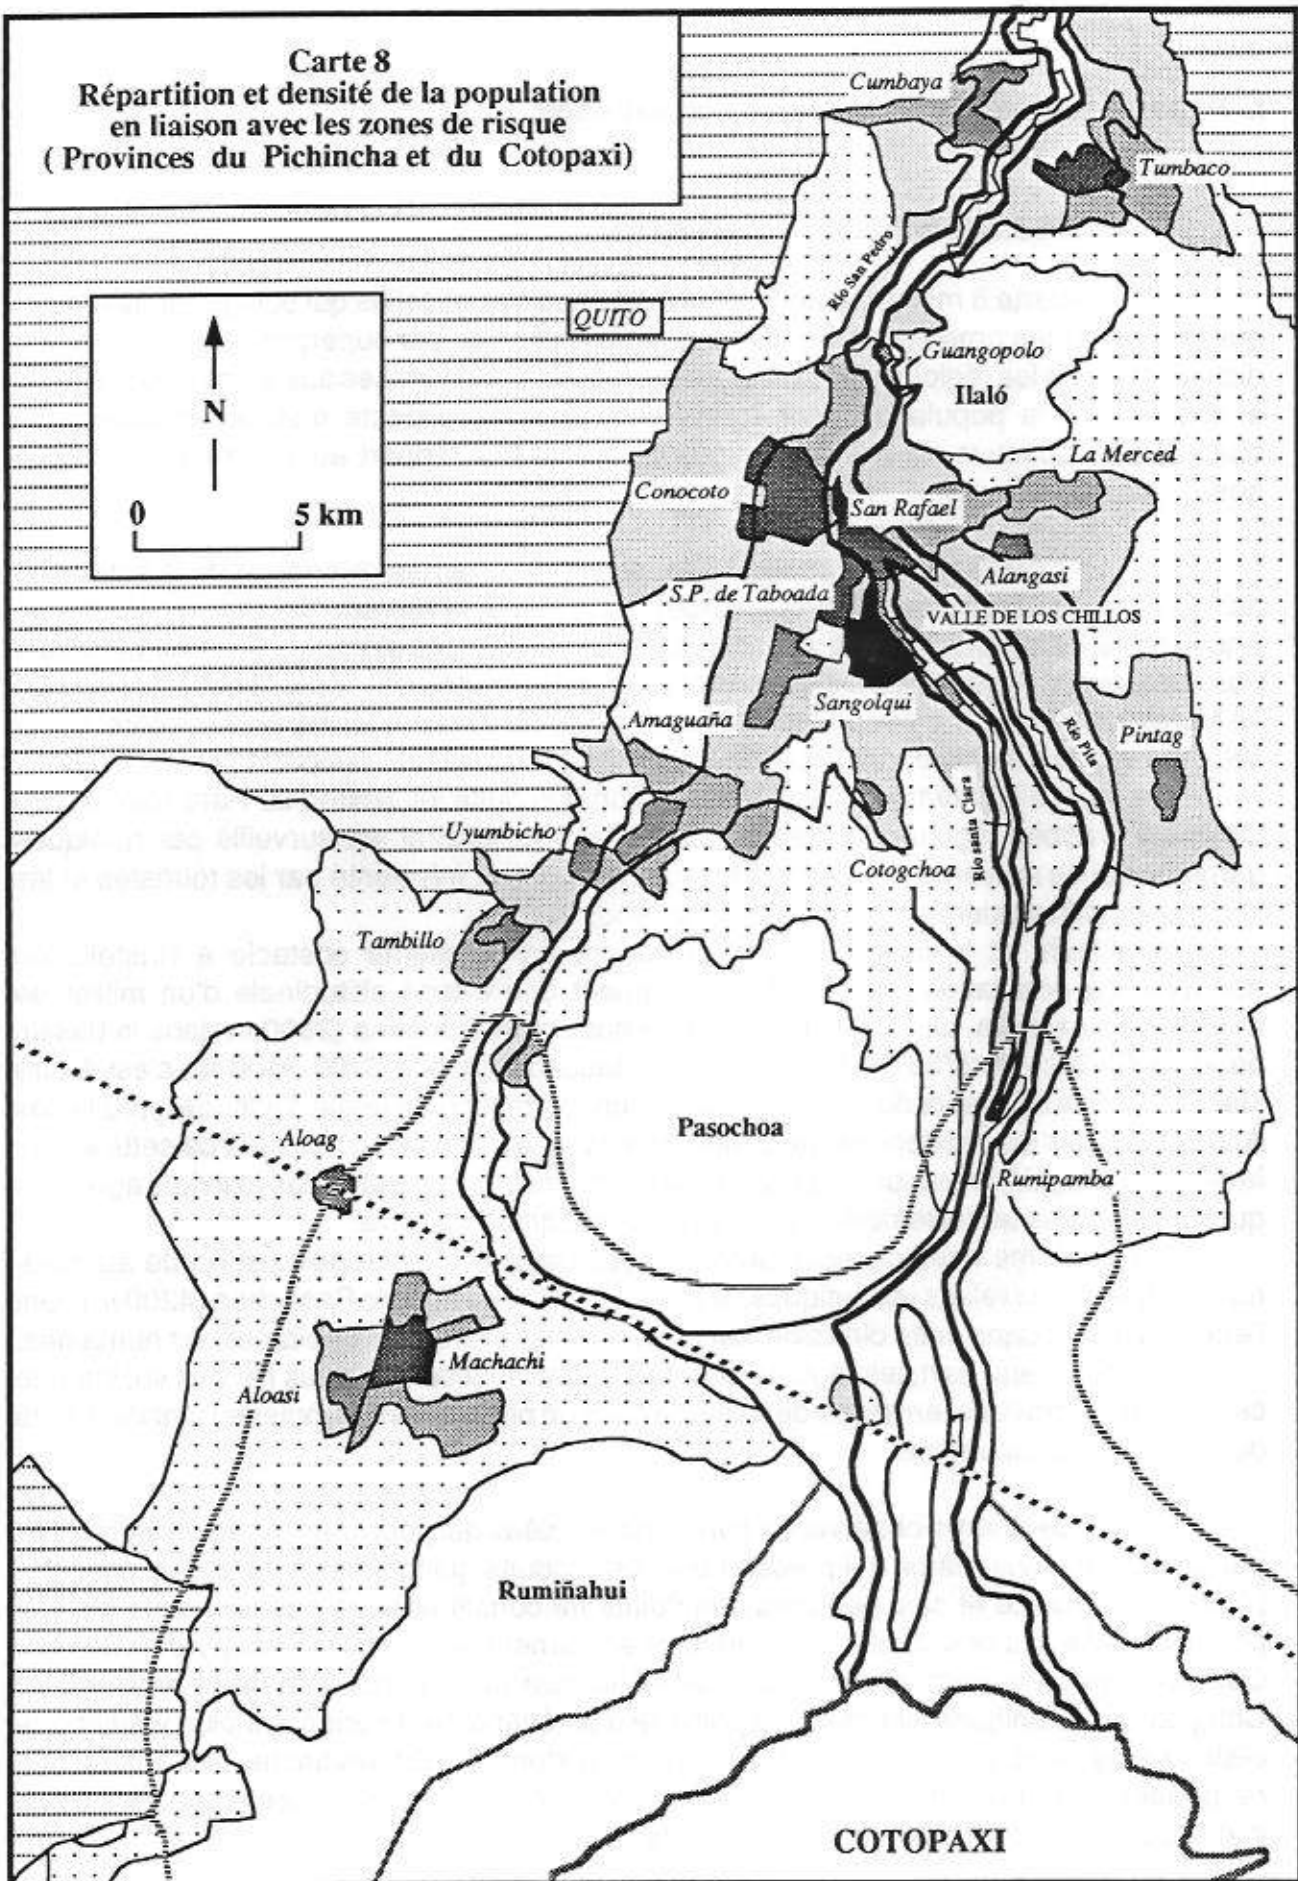 Carte 8
Répartition et densité de la population
en liaison avec les zones de risque
( Provinces du Pichincha et du Cotopaxi)
Cumbaya
Tumbaco
Rio San Pedro
QUITO
N
0 5 km
Guangopolo
Ilaló
La Merced
Conocoto
San Rafael
Alangasi
S.P. de Taboada
VALLE DE LOS CHILLOS
Sangolqui
Amaguaña
Rio Pita
Pintag
Rio santa Clara
Uyumbicho
Cotogchoa
Tambillo
Pasochoa
Aloag
Rumipamba
Machachi
Aloasi
Rumiñahui
COTOPAXI